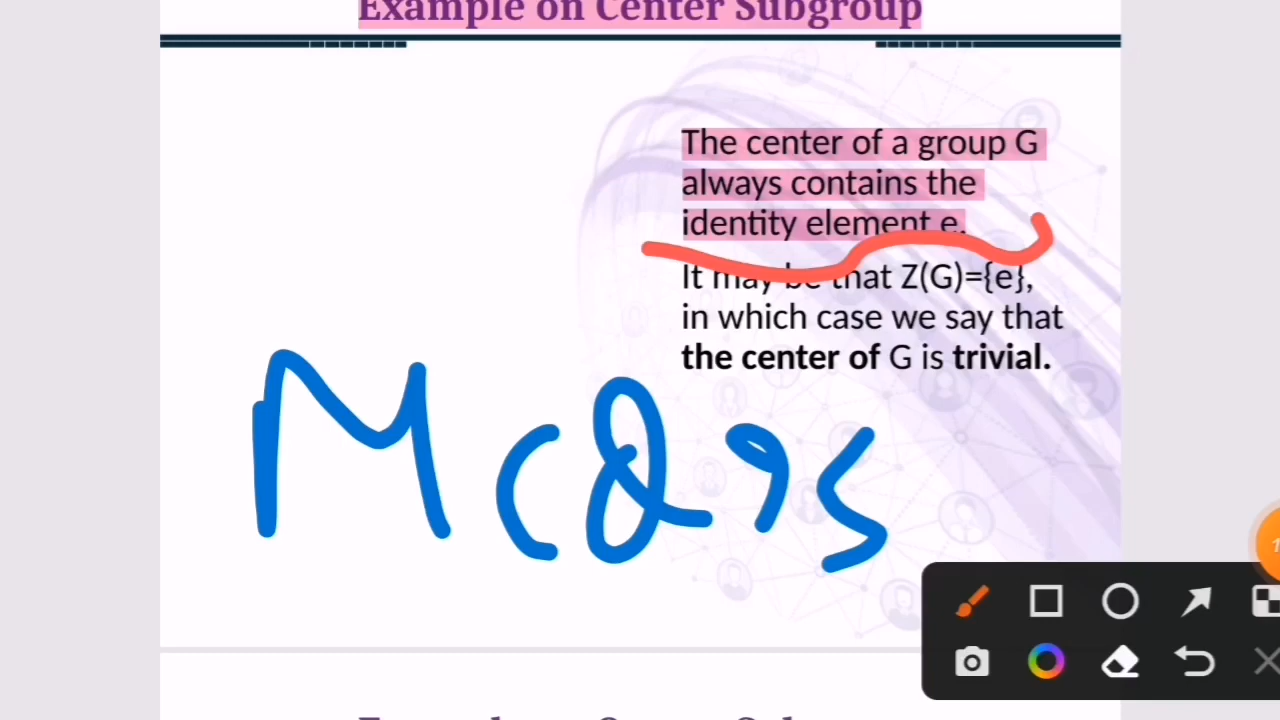 Example on Center Subgroup
The center of a group G
always contains the
identity element e.
It may be that Z(G)={e},
in which case we say that
the center of G is trivial.